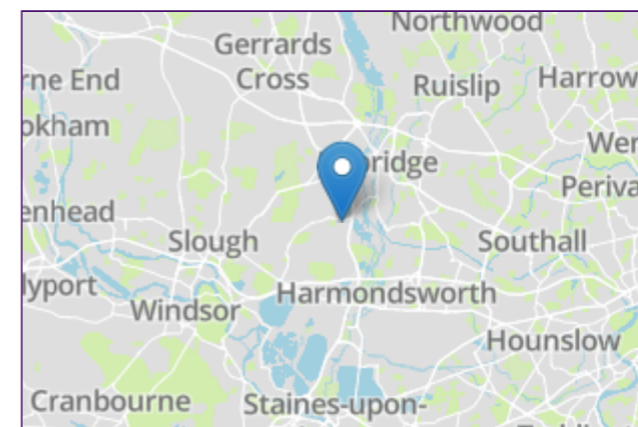 Northwood
Gerrards
Cross
Ruislip
Harrow
rne End
okham
Wer
bridge
Periva
enhead
Slough
Southall
lyport
Windsor
Harmondsworth
Hounslow
Cranbourne
Staines-upon-